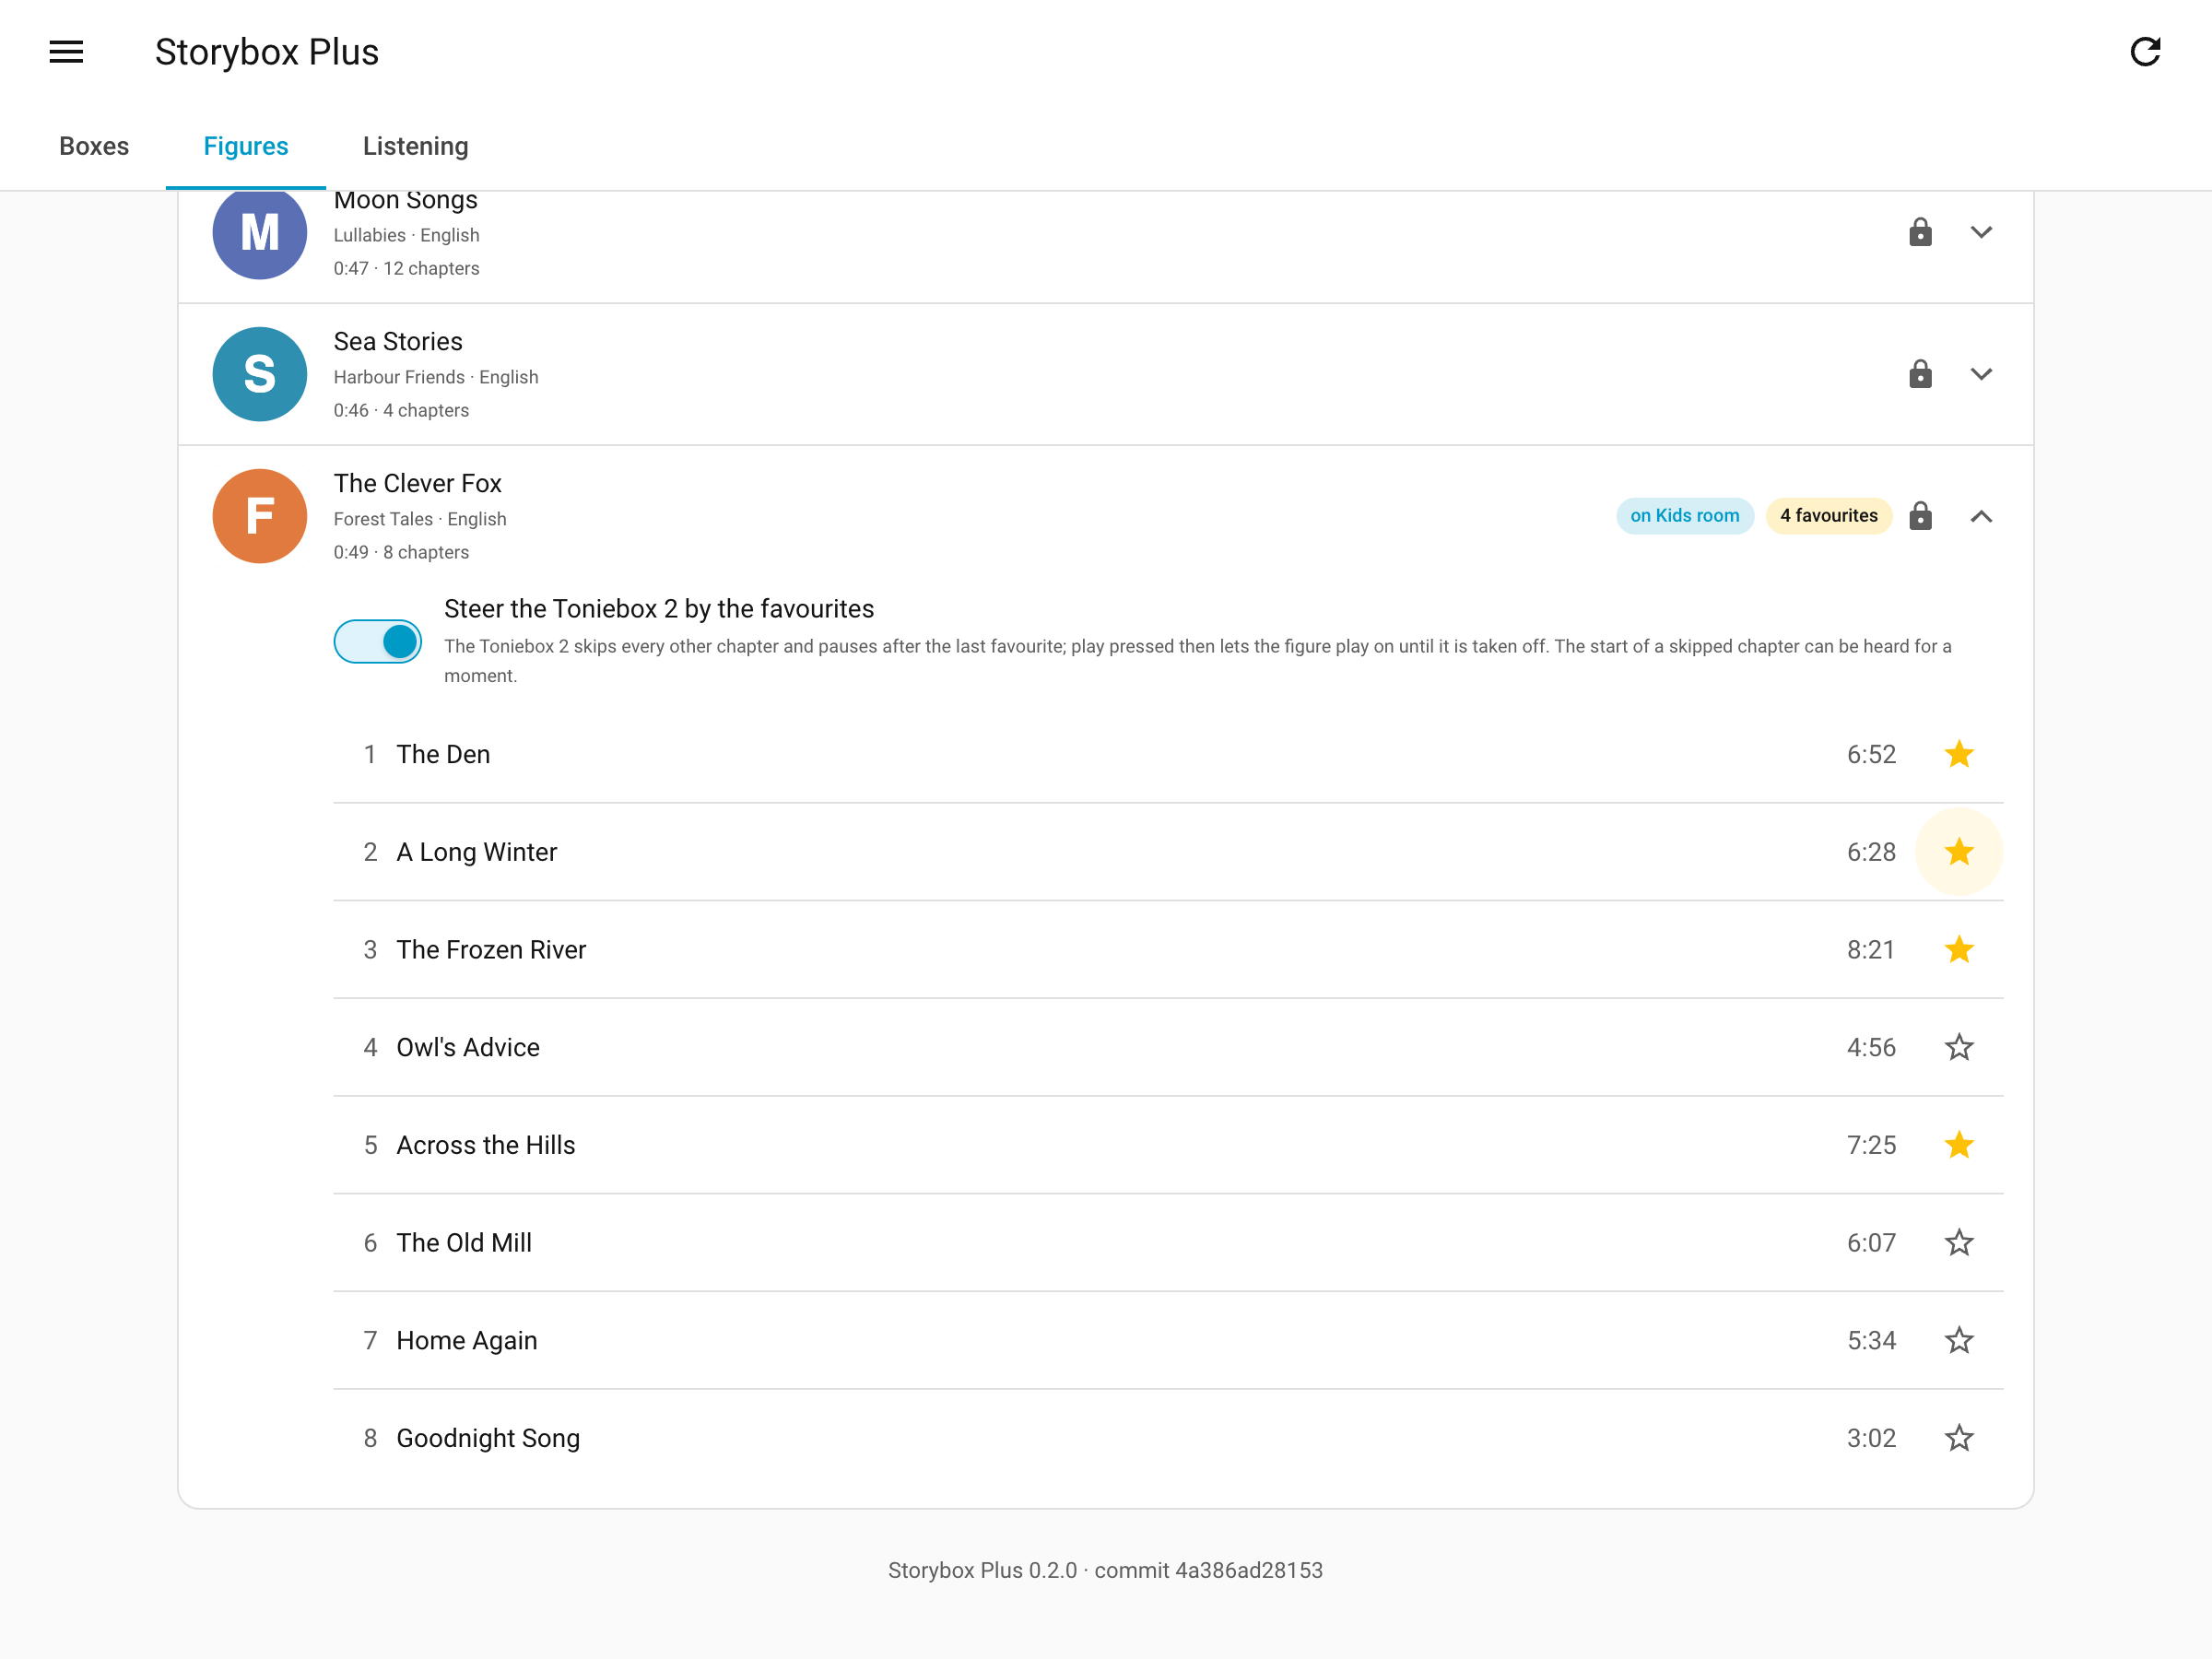 Storybox Plus
Boxes
Figures
Listening
M
Moon Songs
Lullabies · English
0:47 · 12 chapters
S
Sea Stories
Harbour Friends · English
0:46 · 4 chapters
F
The Clever Fox
Forest Tales · English
0:49 · 8 chapters
on Kids room
4 favourites
Steer the Toniebox 2 by the favourites
The Toniebox 2 skips every other chapter and pauses after the last favourite; play pressed then lets the figure play on until it is taken off. The start of a skipped chapter can be heard for a
moment.
1 The Den 6:52
2 A Long Winter 6:28
3 The Frozen River 8:21
4 Owl's Advice 4:56
5 Across the Hills 7:25
6 The Old Mill 6:07
7 Home Again 5:34
8 Goodnight Song 3:02
Storybox Plus 0.2.0 · commit 4a386ad28153